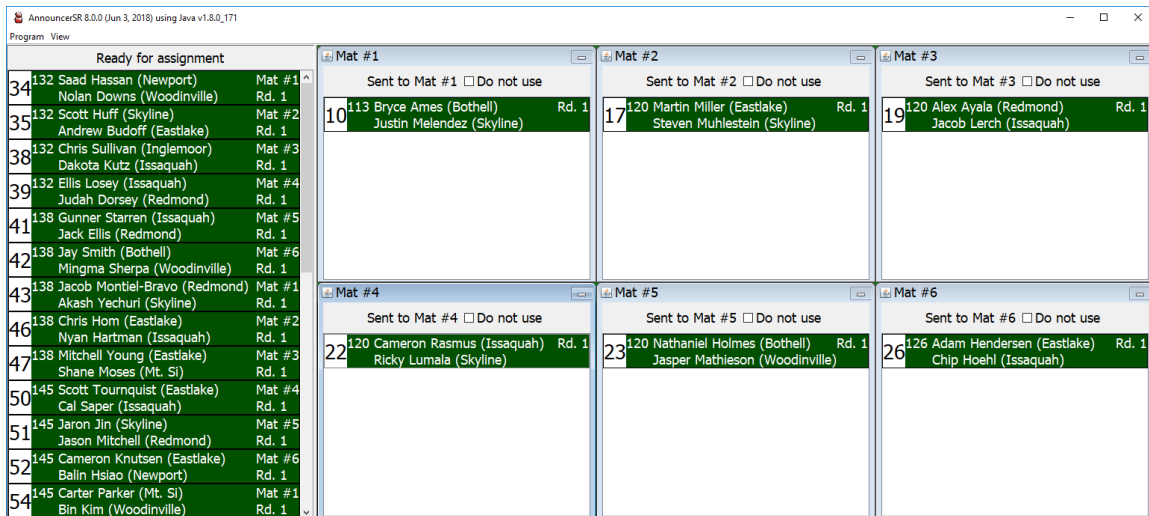 AnnouncerSR 8.0.0 (Jun 3, 2018) using Java v1.8.0_171
Program View
Ready for assignment
34 132 Saad Hassan (Newport) Mat #1
Nolan Downs (Woodinville) Rd. 1
35 132 Scott Huff (Skyline) Mat #2
Andrew Budoff (Eastlake) Rd. 1
38 132 Chris Sullivan (Inglemoor) Mat #3
Dakota Kutz (Issaquah) Rd. 1
39 132 Ellis Losey (Issaquah) Mat #4
Judah Dorsey (Redmond) Rd. 1
41 138 Gunner Starren (Issaquah) Mat #5
Jack Ellis (Redmond) Rd. 1
42 138 Jay Smith (Bothell) Mat #6
Mingma Sherpa (Woodinville) Rd. 1
43 138 Jacob Montiel-Bravo (Redmond) Mat #1
Akash Yechuri (Skyline) Rd. 1
46 138 Chris Hom (Eastlake) Mat #2
Nyan Hartman (Issaquah) Rd. 1
47 138 Mitchell Young (Eastlake) Mat #3
Shane Moses (Mt. Si) Rd. 1
50 145 Scott Tournquist (Eastlake) Mat #4
Cal Saper (Issaquah) Rd. 1
51 145 Jaron Jin (Skyline) Mat #5
Jason Mitchell (Redmond) Rd. 1
52 145 Cameron Knutsen (Eastlake) Mat #6
Balin Hsiao (Newport) Rd. 1
54 145 Carter Parker (Mt. Si) Mat #1
Bin Kim (Woodinville) Rd. 1
Mat #1
Sent to Mat #1 Do not use
10 113 Bryce Ames (Bothell) Rd. 1
Justin Melendez (Skyline)
Mat #2
Sent to Mat #2 Do not use
17 120 Martin Miller (Eastlake) Rd. 1
Steven Muhlestein (Skyline)
Mat #3
Sent to Mat #3 Do not use
19 120 Alex Ayala (Redmond) Rd. 1
Jacob Lerch (Issaquah)
Mat #4
Sent to Mat #4 Do not use
22 120 Cameron Rasmus (Issaquah) Rd. 1
Ricky Lumala (Skyline)
Mat #5
Sent to Mat #5 Do not use
23 120 Nathaniel Holmes (Bothell) Rd. 1
Jasper Mathieson (Woodinville)
Mat #6
Sent to Mat #6 Do not use
26 126 Adam Hendersen (Eastlake) Rd. 1
Chip Hoehl (Issaquah)